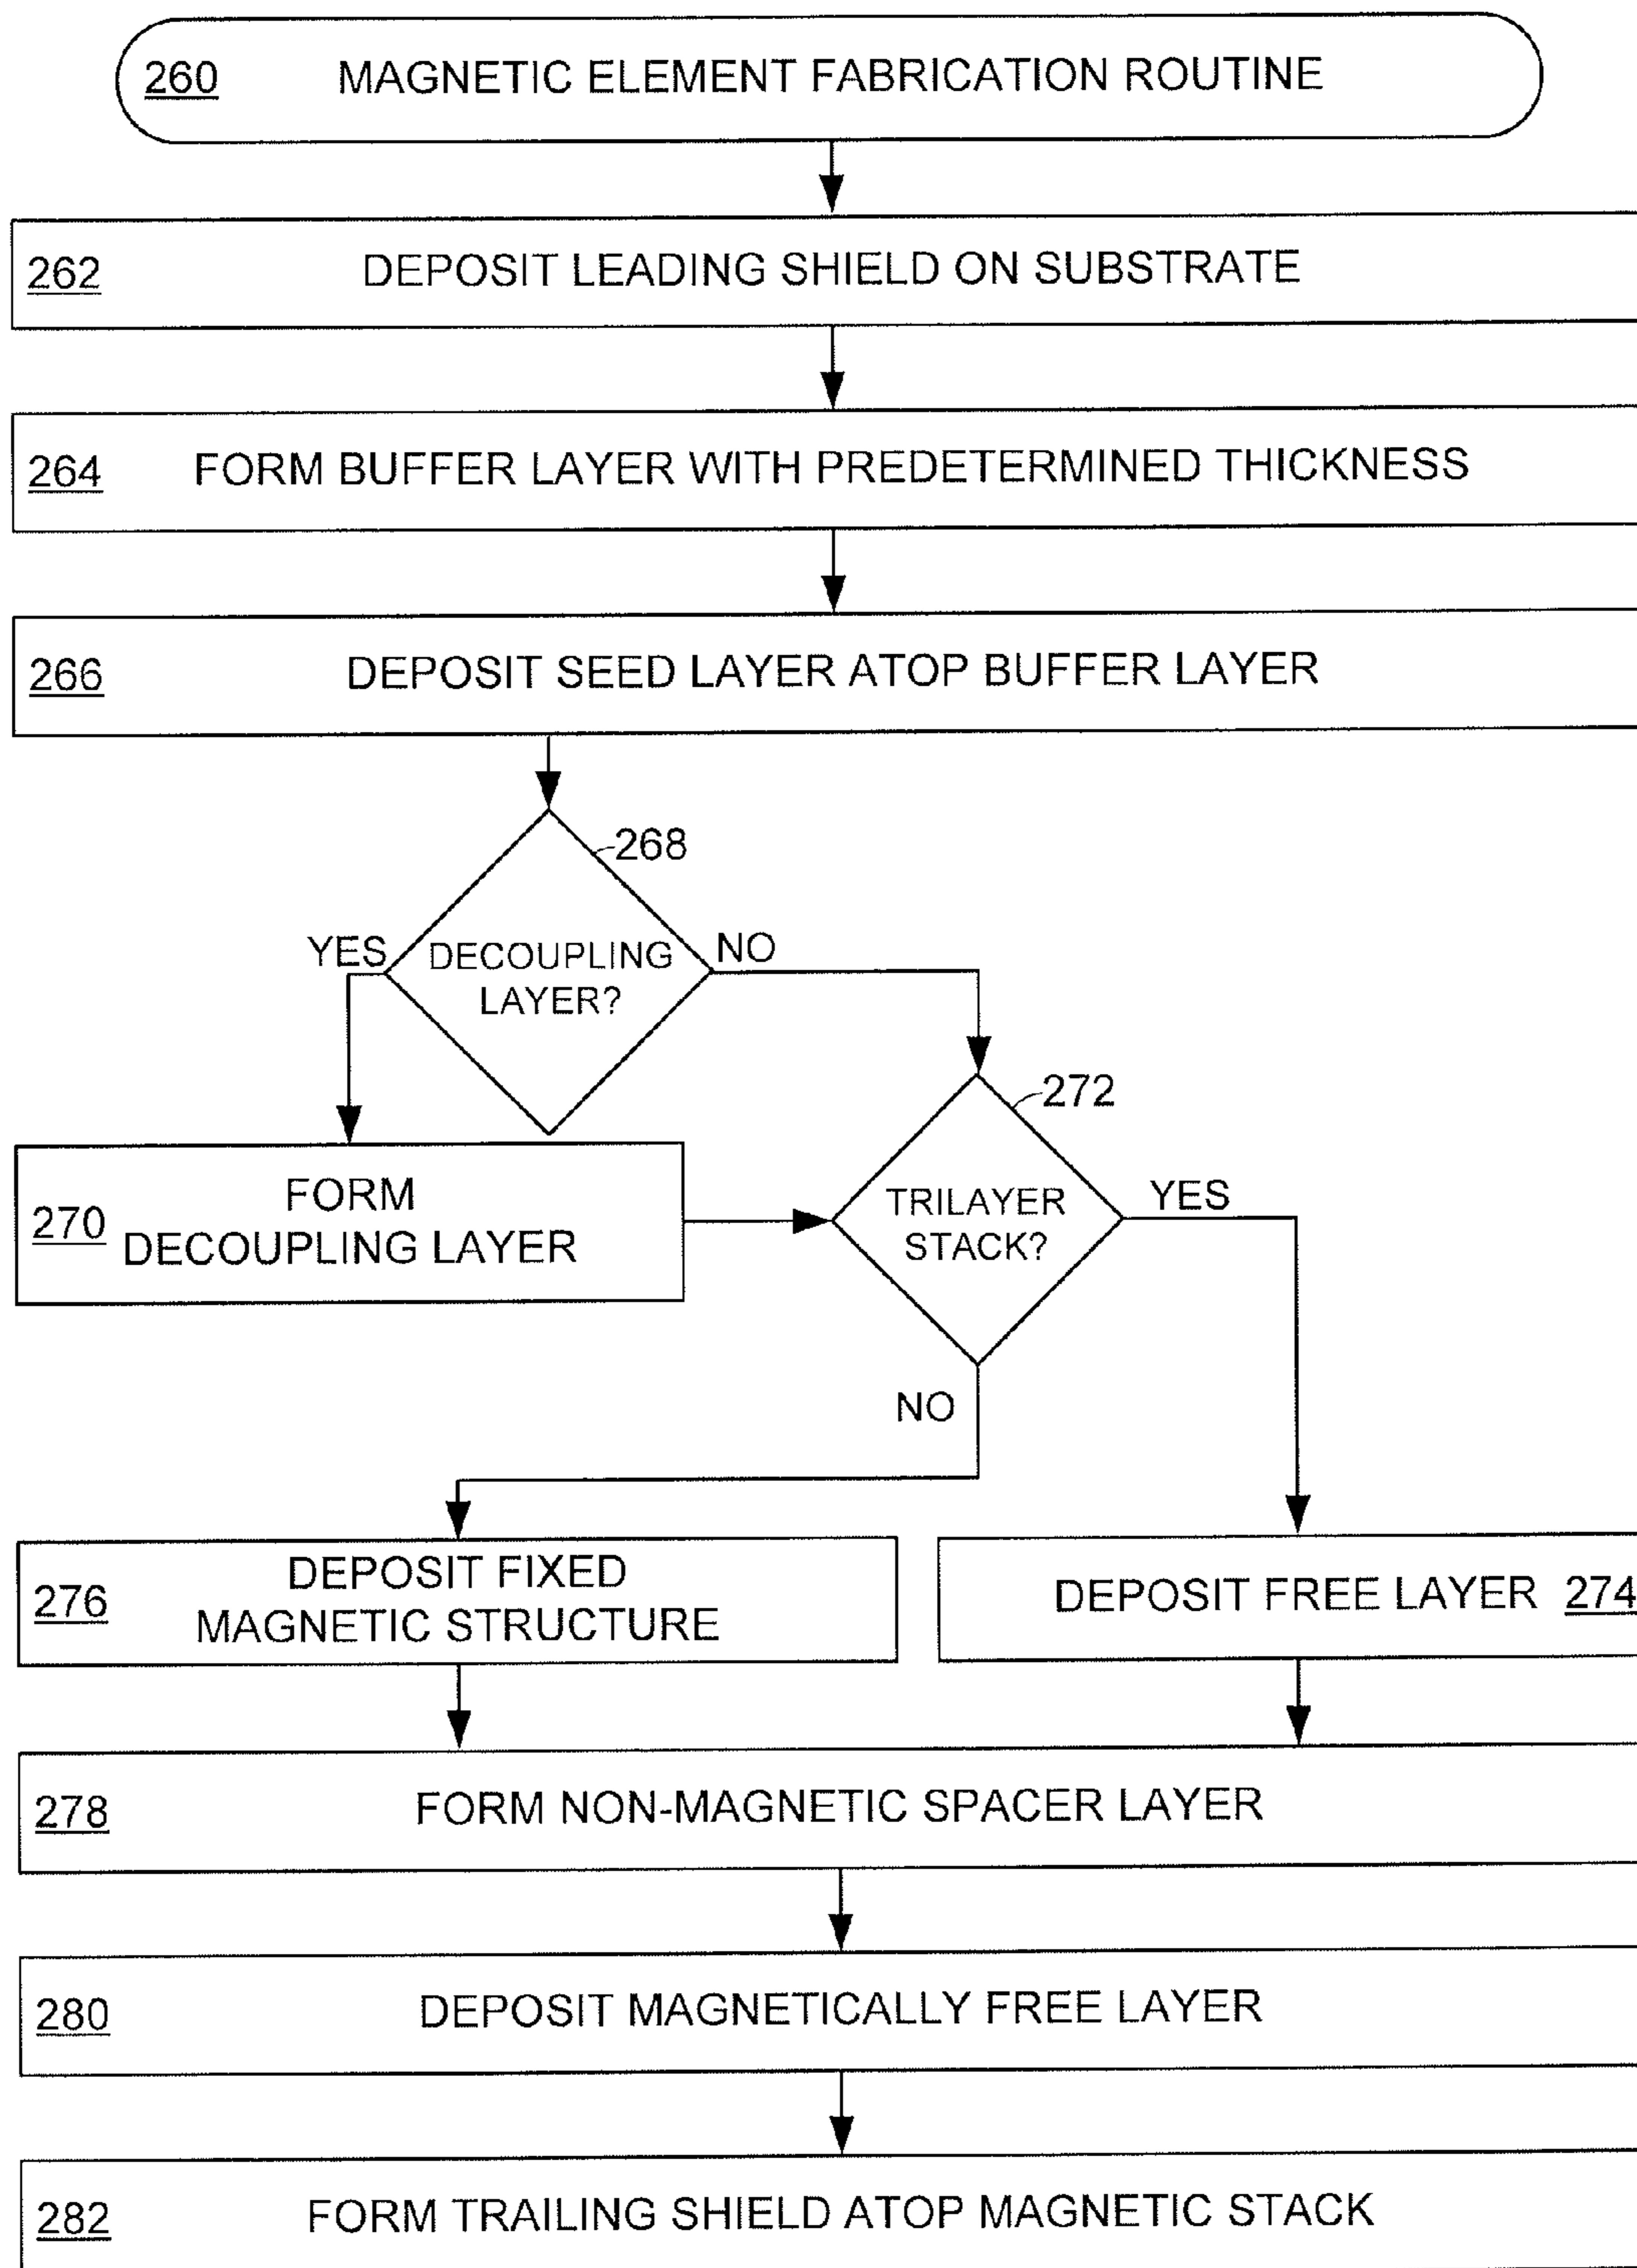 260 MAGNETIC ELEMENT FABRICATION ROUTINE
262 DEPOSIT LEADING SHIELD ON SUBSTRATE
264 FORM BUFFER LAYER WITH PREDETERMINED THICKNESS
266 DEPOSIT SEED LAYER ATOP BUFFER LAYER
268
YES
DECOUPLING
LAYER?
NO
272
270
FORM
DECOUPLING LAYER
TRILAYER
STACK?
YES
NO
276
DEPOSIT FIXED
MAGNETIC STRUCTURE
DEPOSIT FREE LAYER 274
278 FORM NON-MAGNETIC SPACER LAYER
280 DEPOSIT MAGNETICALLY FREE LAYER
282 FORM TRAILING SHIELD ATOP MAGNETIC STACK